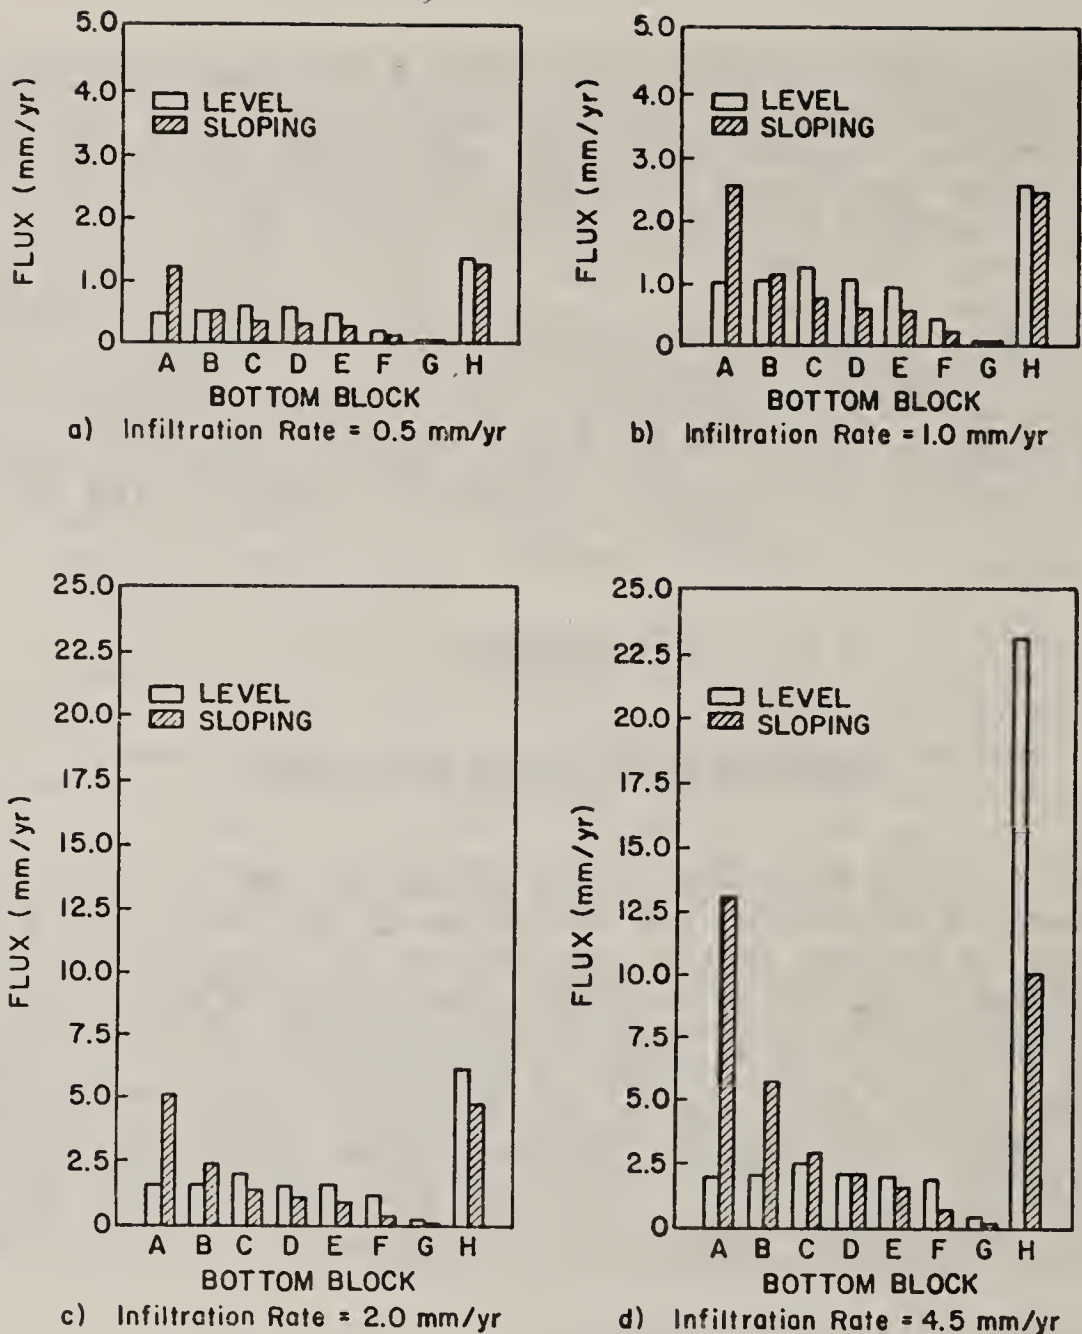 5.0
4.0
3.0
2.0
1.0
0
FLUX (mm/yr)
LEVEL
SLOPING
A B C D E F G H
BOTTOM BLOCK
a) Infiltration Rate = 0.5 mm/yr
5.0
4.0
3.0
2.0
1.0
0
FLUX (mm/yr)
LEVEL
SLOPING
A B C D E F G H
BOTTOM BLOCK
b) Infiltration Rate = 1.0 mm/yr
25.0
22.5
20.0
17.5
15.0
12.5
10.0
7.5
5.0
2.5
0
FLUX (mm/yr)
LEVEL
SLOPING
A B C D E F G H
BOTTOM BLOCK
c) Infiltration Rate = 2.0 mm/yr
25.0
22.5
20.0
17.5
15.0
12.5
10.0
7.5
5.0
2.5
0
FLUX (mm/yr)
LEVEL
SLOPING
A B C D E F G H
BOTTOM BLOCK
d) Infiltration Rate = 4.5 mm/yr